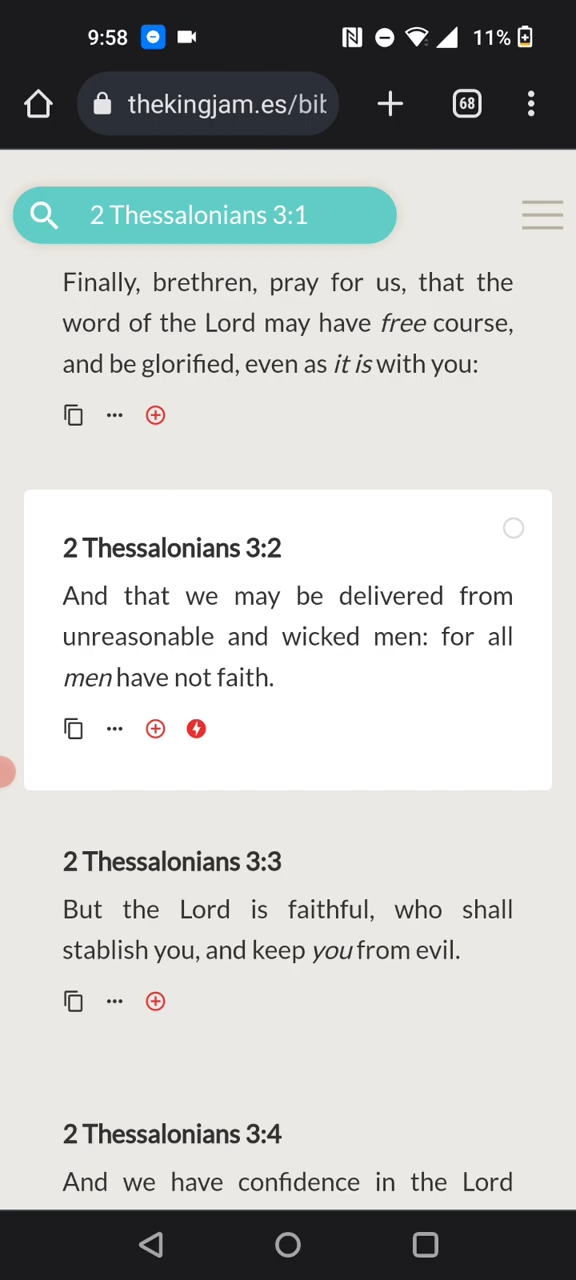 9:58
11%
thekingjam.es/bib
68
2 Thessalonians 3:1
Finally, brethren, pray for us, that the
word of the Lord may have free course,
and be glorified, even as it is with you:
2 Thessalonians 3:2
And that we may be delivered from
unreasonable and wicked men: for all
men have not faith.
2 Thessalonians 3:3
But the Lord is faithful, who shall
stablish you, and keep you from evil.
2 Thessalonians 3:4
And we have confidence in the Lord